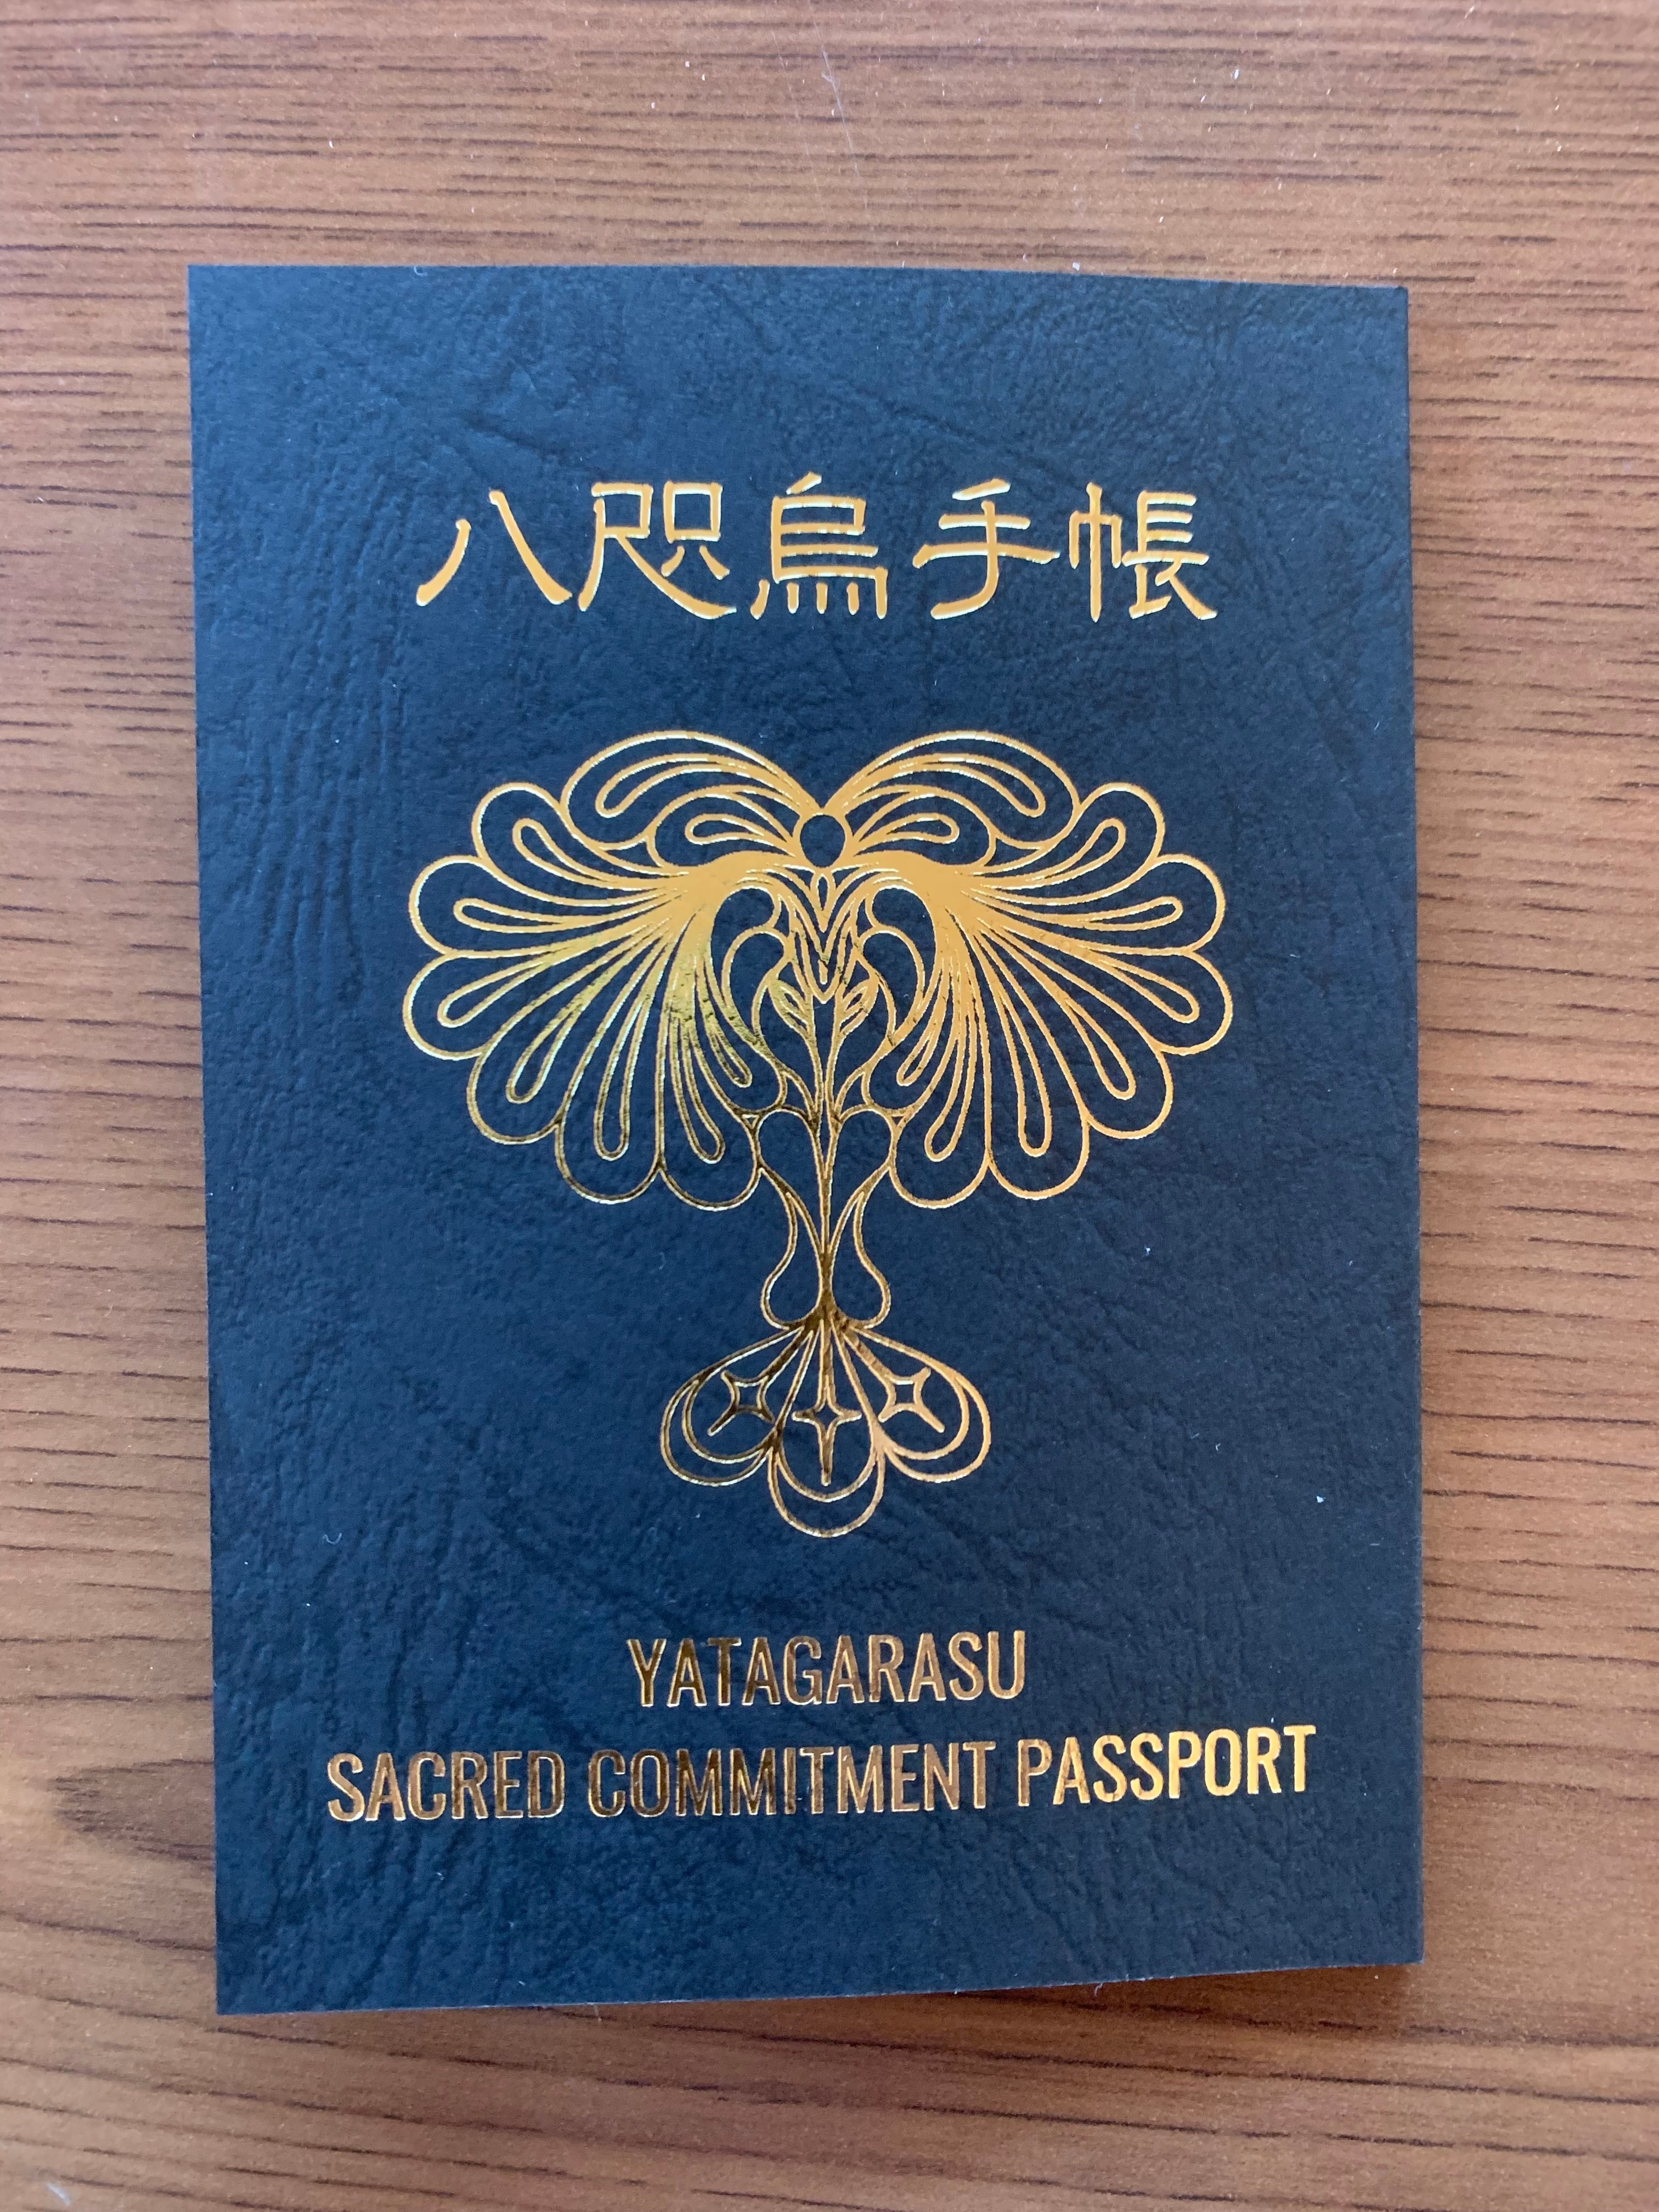 八咫烏手帳
YATAGARASU
SACRED COMMITMENT PASSPORT